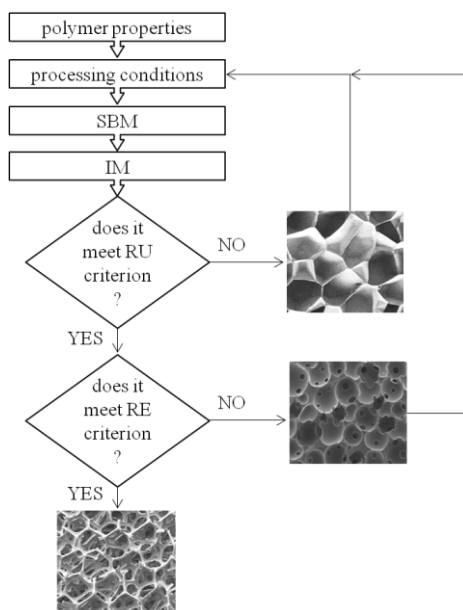 polymer properties
processing conditions
SBM
IM
does it
meet RU
criterion
?
NO
YES
does it
meet RE
criterion
?
NO
YES